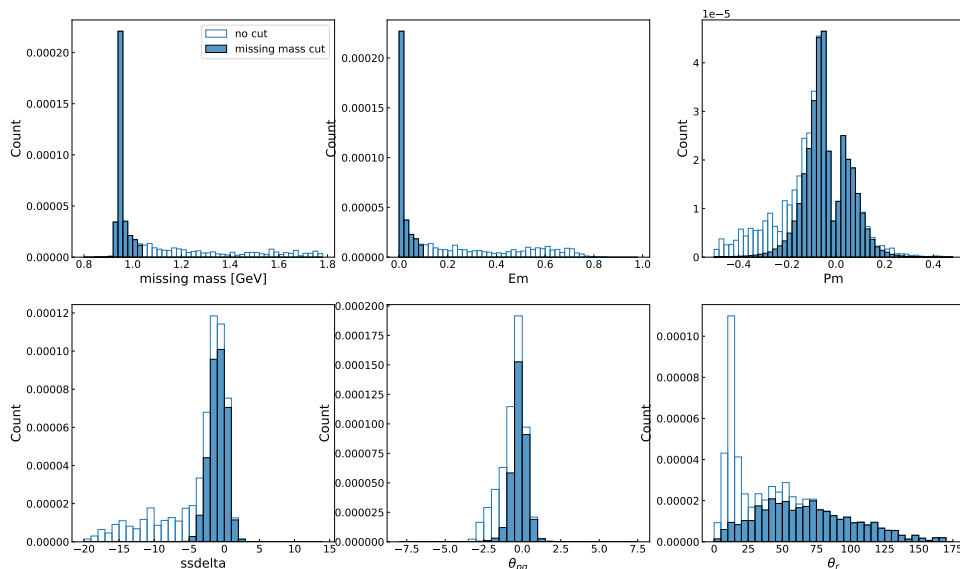 no cut
missing mass cut
Count
0.00020
0.00015
0.00010
0.00005
0.00000
0.8 1.0 1.2 1.4 1.6 1.8
missing mass [GeV]
Count
0.00020
0.00015
0.00010
0.00005
0.00000
0.0 0.2 0.4 0.6 0.8 1.0
Em
1e−5
Count
4
3
2
1
0
−0.4 −0.2 0.0 0.2 0.4
Pm
Count
0.00012
0.00010
0.00008
0.00006
0.00004
0.00002
0.00000
−20 −15 −10 −5 0 5 10 15
ssdelta
Count
0.000200
0.000175
0.000150
0.000125
0.000100
0.000075
0.000050
0.000025
0.000000
−7.5 −5.0 −2.5 0.0 2.5 5.0 7.5
θpq
Count
0.00010
0.00008
0.00006
0.00004
0.00002
0.00000
0 25 50 75 100 125 150 175
θr